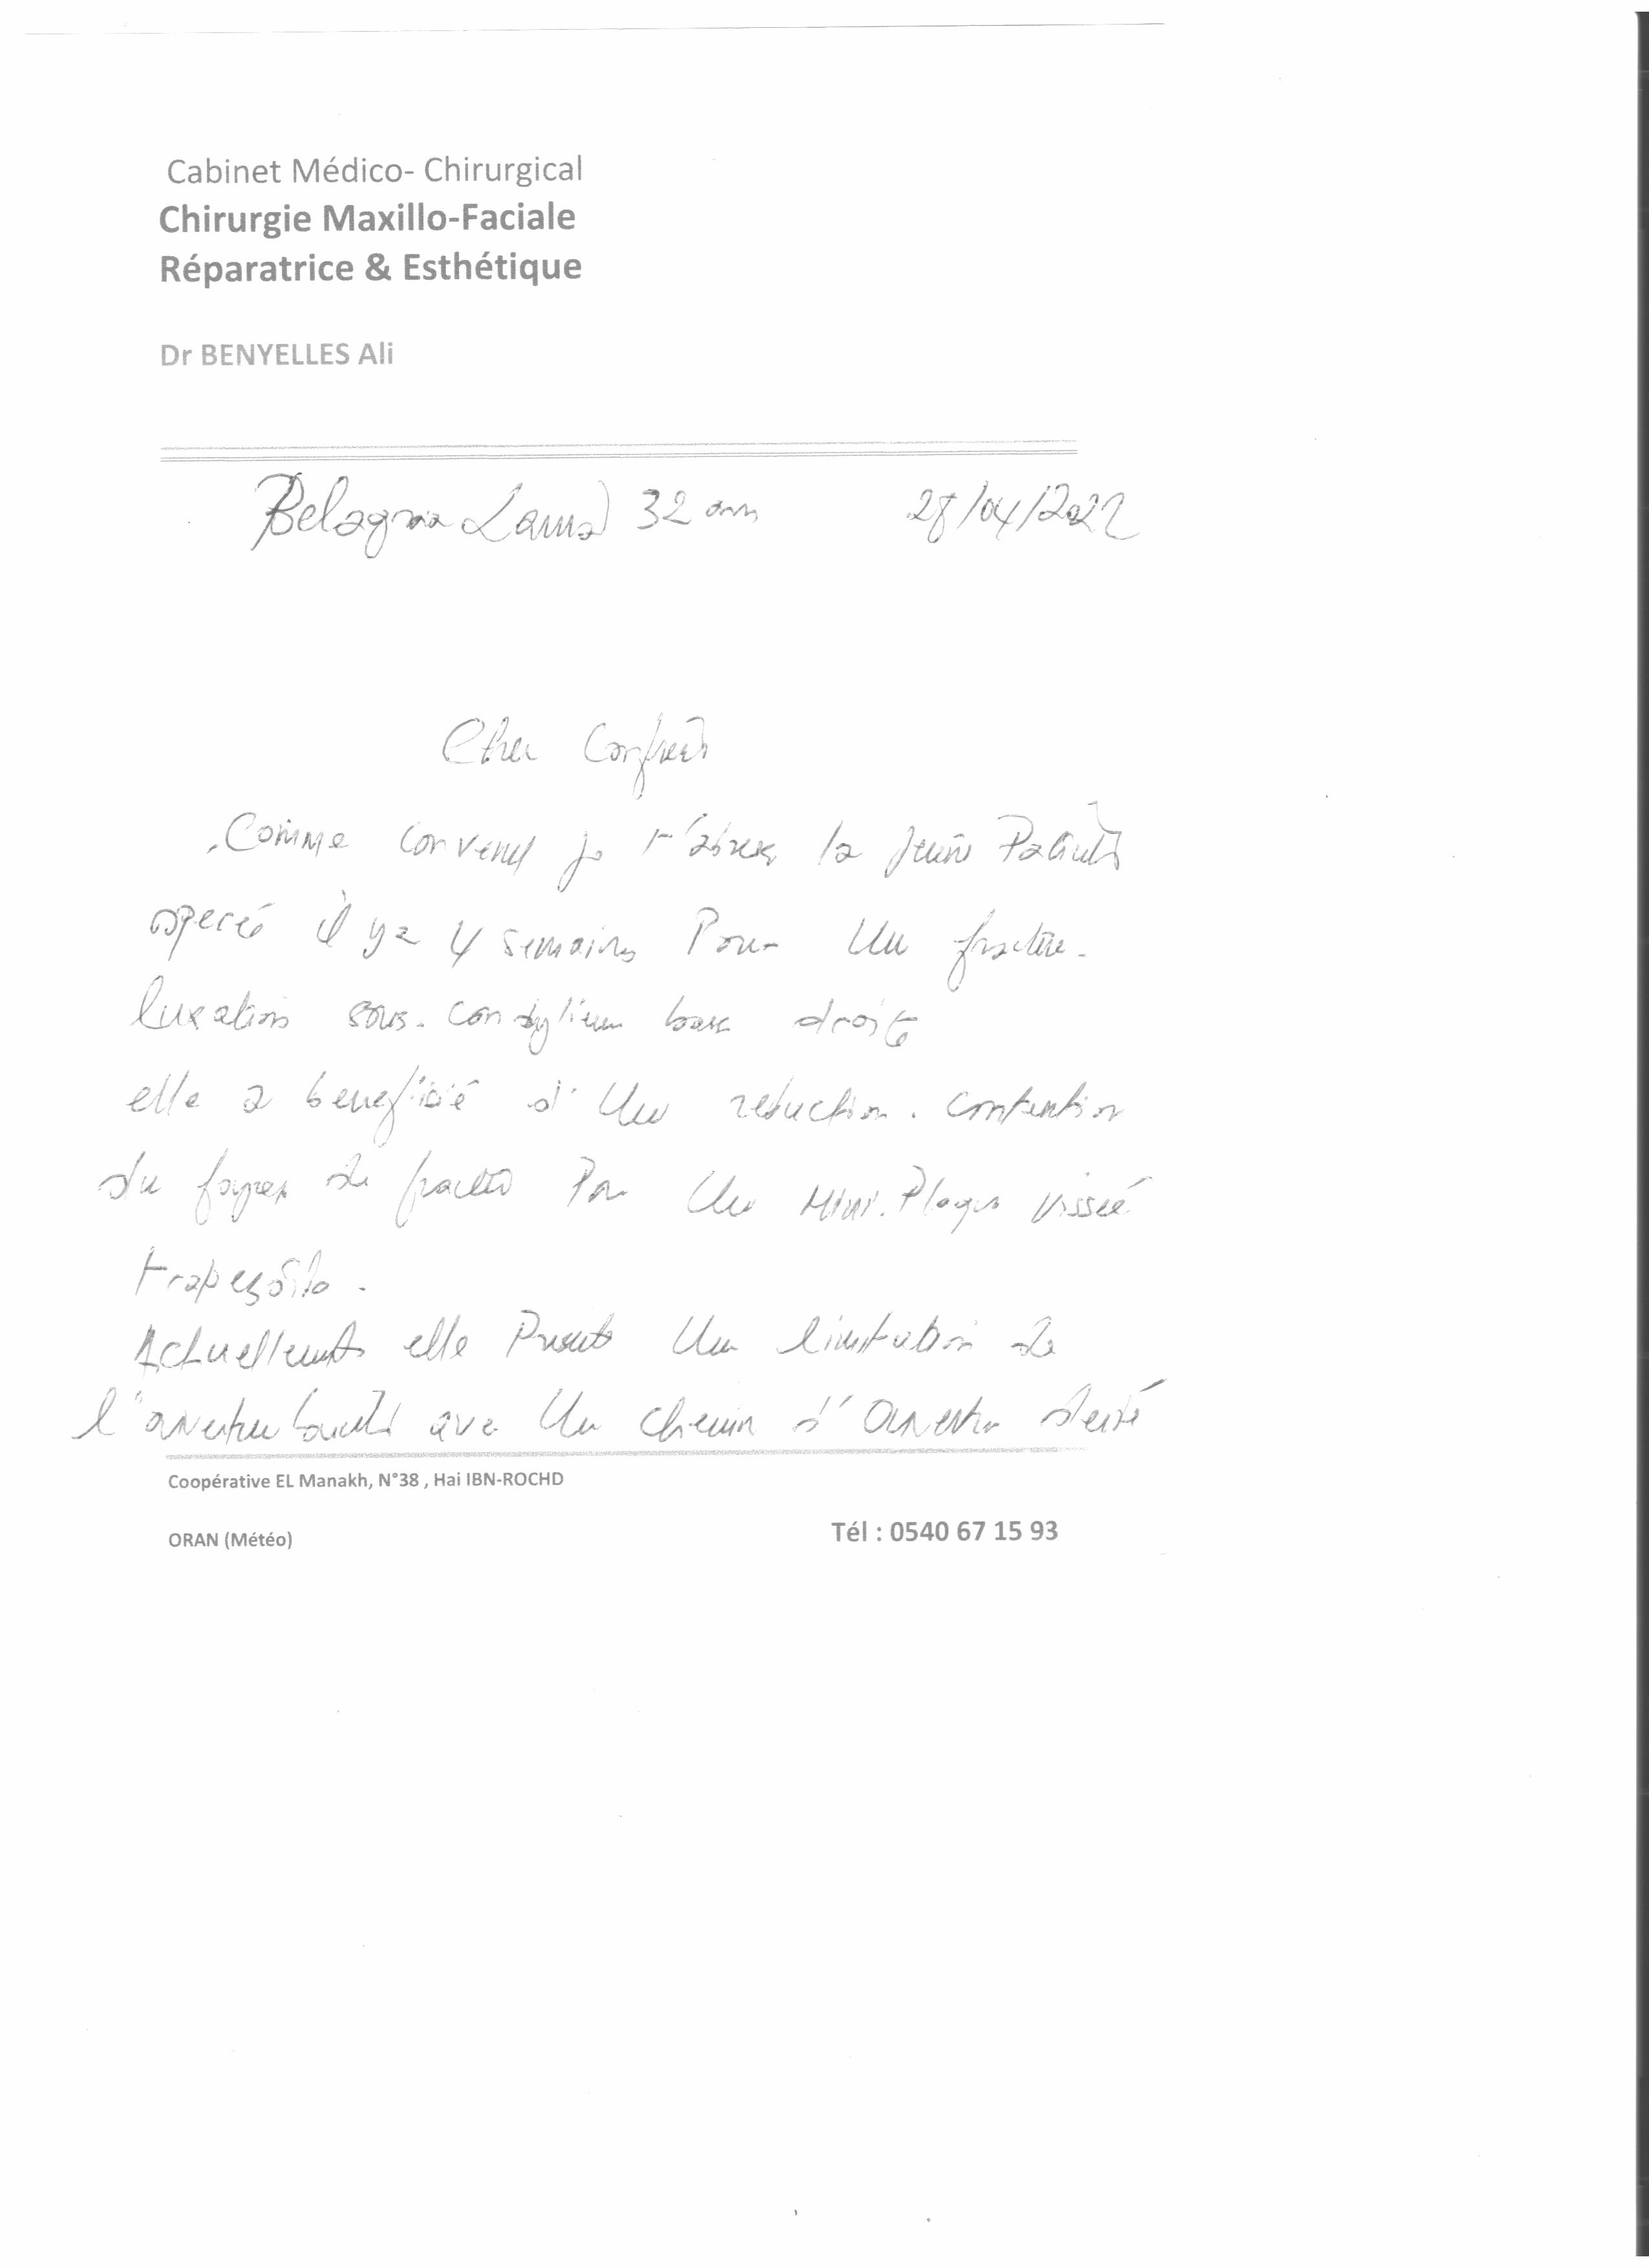 Cabinet Médico- Chirurgical
Chirurgie Maxillo-Faciale
Réparatrice & Esthétique
Dr BENYELLES Ali
32 ans 28/04/2022
Cher Confrère
Comme convenu je t'adresse la jeune Patiente
operée il y a 4 semaines Pour Une fracture-
luxation sous-condylienne basse droite
elle a beneficié d'Une reduction. contention
du foyer de fracture Par Une Mini.Plaque vissée
trapezoïde.
Actuellement elle Presente Une limitation de
l'ouverture buccale avec Un chemin d'Ouverture devié
Coopérative EL Manakh, N°38 , Hai IBN-ROCHD
ORAN (Météo) Tél : 0540 67 15 93